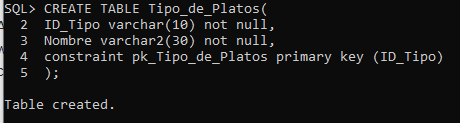 SQL> CREATE TABLE Tipo_de_Platos(
2 ID_Tipo varchar(10) not null,
3 Nombre varchar2(30) not null,
4 constraint pk_Tipo_de_Platos primary key (ID_Tipo)
5 );
Table created.